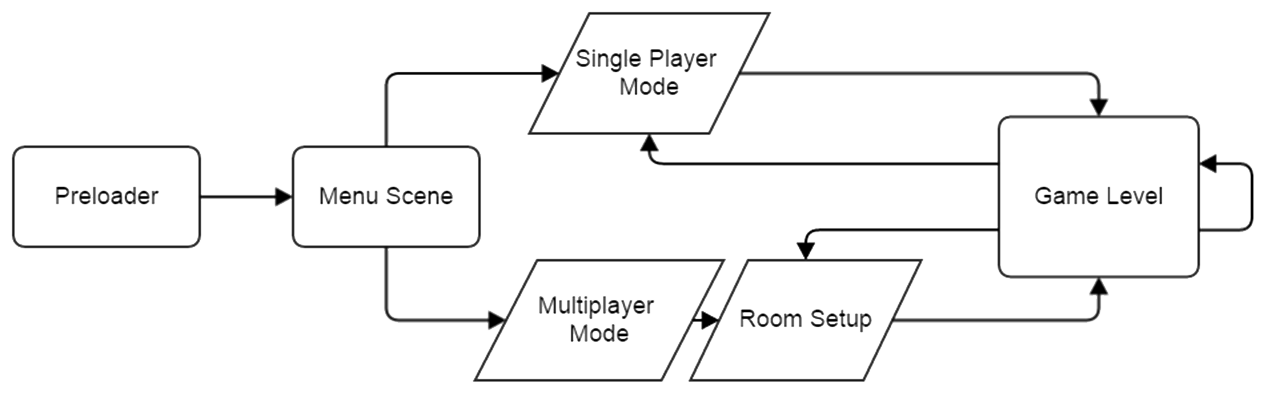 Preloader
Menu Scene
Single Player
Mode
Multiplayer
Mode
Room Setup
Game Level